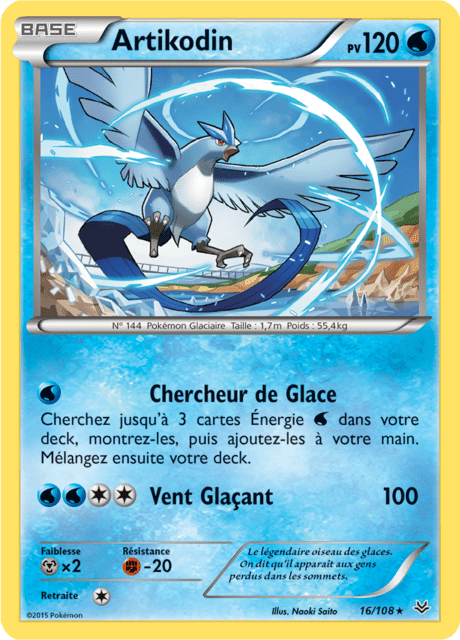 BASE
Artikodin
PV120
N° 144 Pokémon Glaciaire Taille : 1,7m Poids : 55,4kg
Chercheur de Glace
Cherchez jusqu'à 3 cartes Énergie dans votre
deck, montrez-les, puis ajoutez-les à votre main.
Mélangez ensuite votre deck.
Vent Glaçant 100
Faiblesse
×2
Résistance
-20
Retraite
Le légendaire oiseau des glaces.
On dit qu'il apparaît aux gens
perdus dans les sommets.
©2015 Pokémon
Illus. Naoki Saito
16/108★